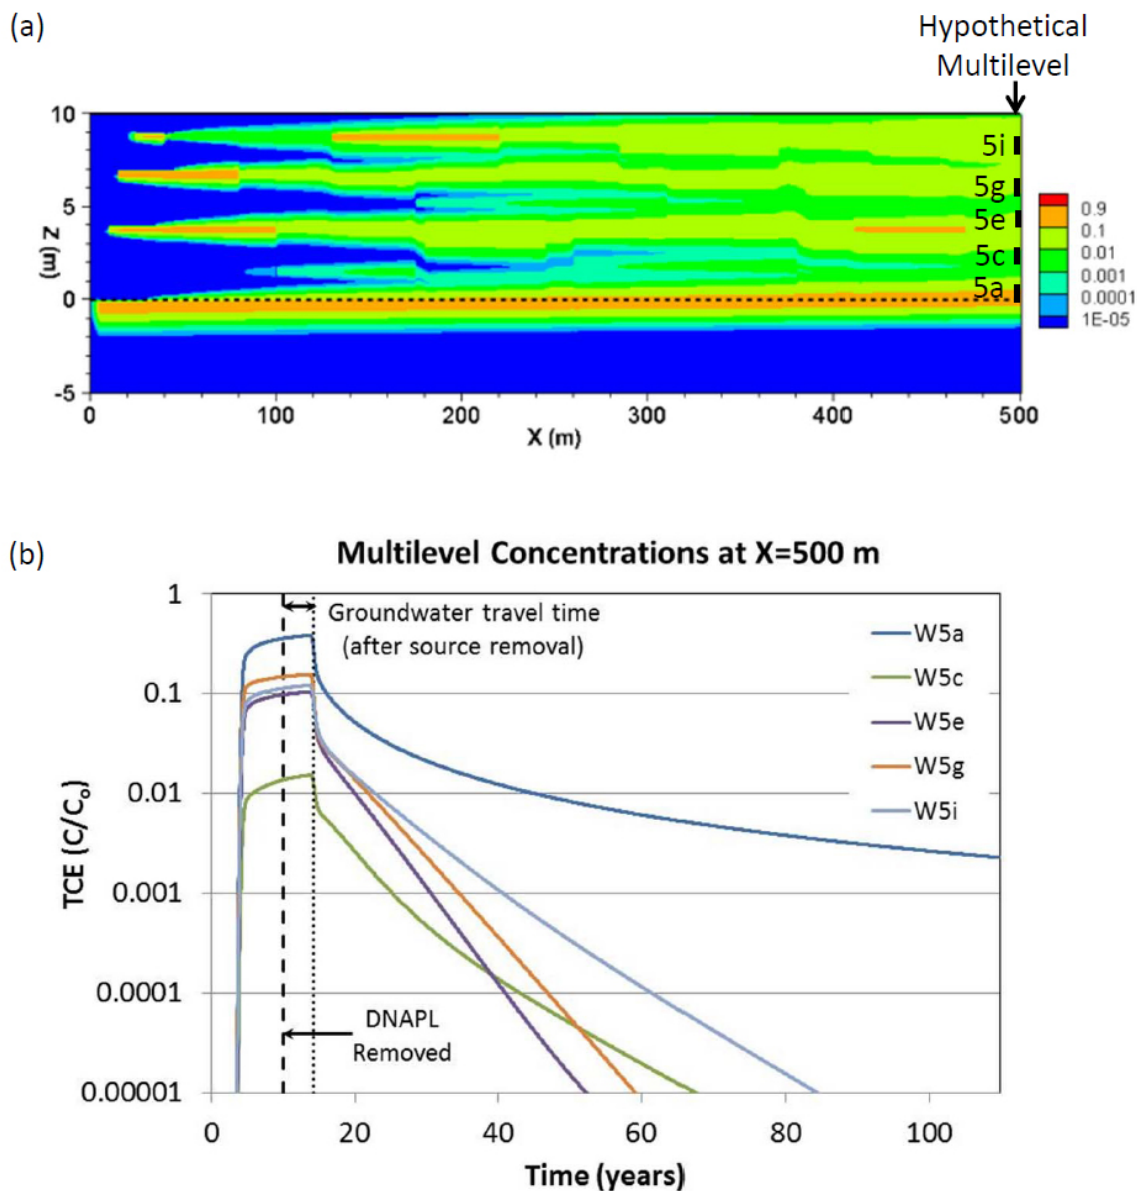 (a)
Hypothetical
Multilevel
10
5
0
-5
Z (m)
0
100
200
300
400
500
X (m)
5i
5g
5e
5c
5a
0.9
0.1
0.01
0.001
0.0001
1E-05
(b)
Multilevel Concentrations at X=500 m
Groundwater travel time
(after source removal)
DNAPL
Removed
W5a
W5c
W5e
W5g
W5i
1
0.1
0.01
0.001
0.0001
0.00001
TCE (C/Co)
0
20
40
60
80
100
Time (years)